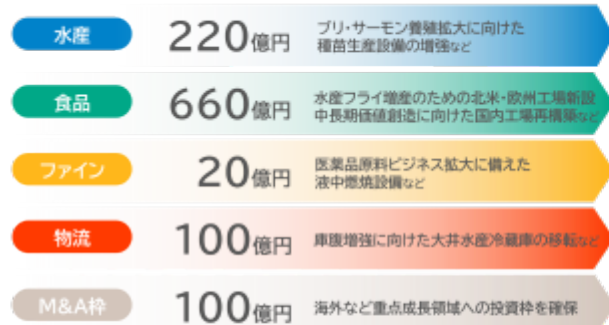 水産
220億円
ブリ・サーモン養殖拡大に向けた
種苗生産設備の増強など
食品
660億円
水産フライ増産のための北米・欧州工場新設
中長期価値創造に向けた国内工場再構築など
ファイン
20億円
医薬品原料ビジネス拡大に備えた
液中燃焼設備など
物流
100億円
庫腹増強に向けた大井水産冷蔵庫の移転など
M&A枠
100億円
海外など重点成長領域への投資枠を確保